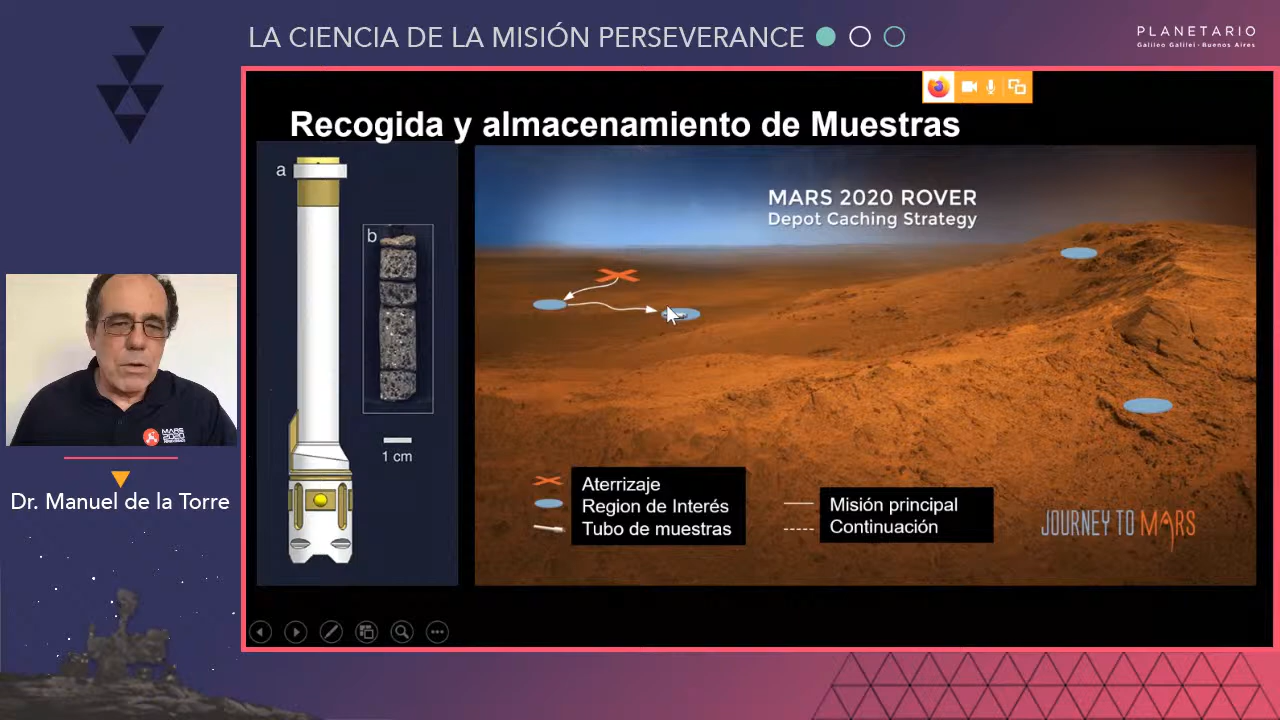 LA CIENCIA DE LA MISIÓN PERSEVERANCE
PLANETARIO
Galileo Galilei · Buenos Aires
Recogida y almacenamiento de Muestras
a
b
1 cm
MARS 2020 ROVER
Depot Caching Strategy
Aterrizaje
Region de Interés
Tubo de muestras
Misión principal
Continuación
JOURNEY TO MARS
MARS
2020
Dr. Manuel de la Torre